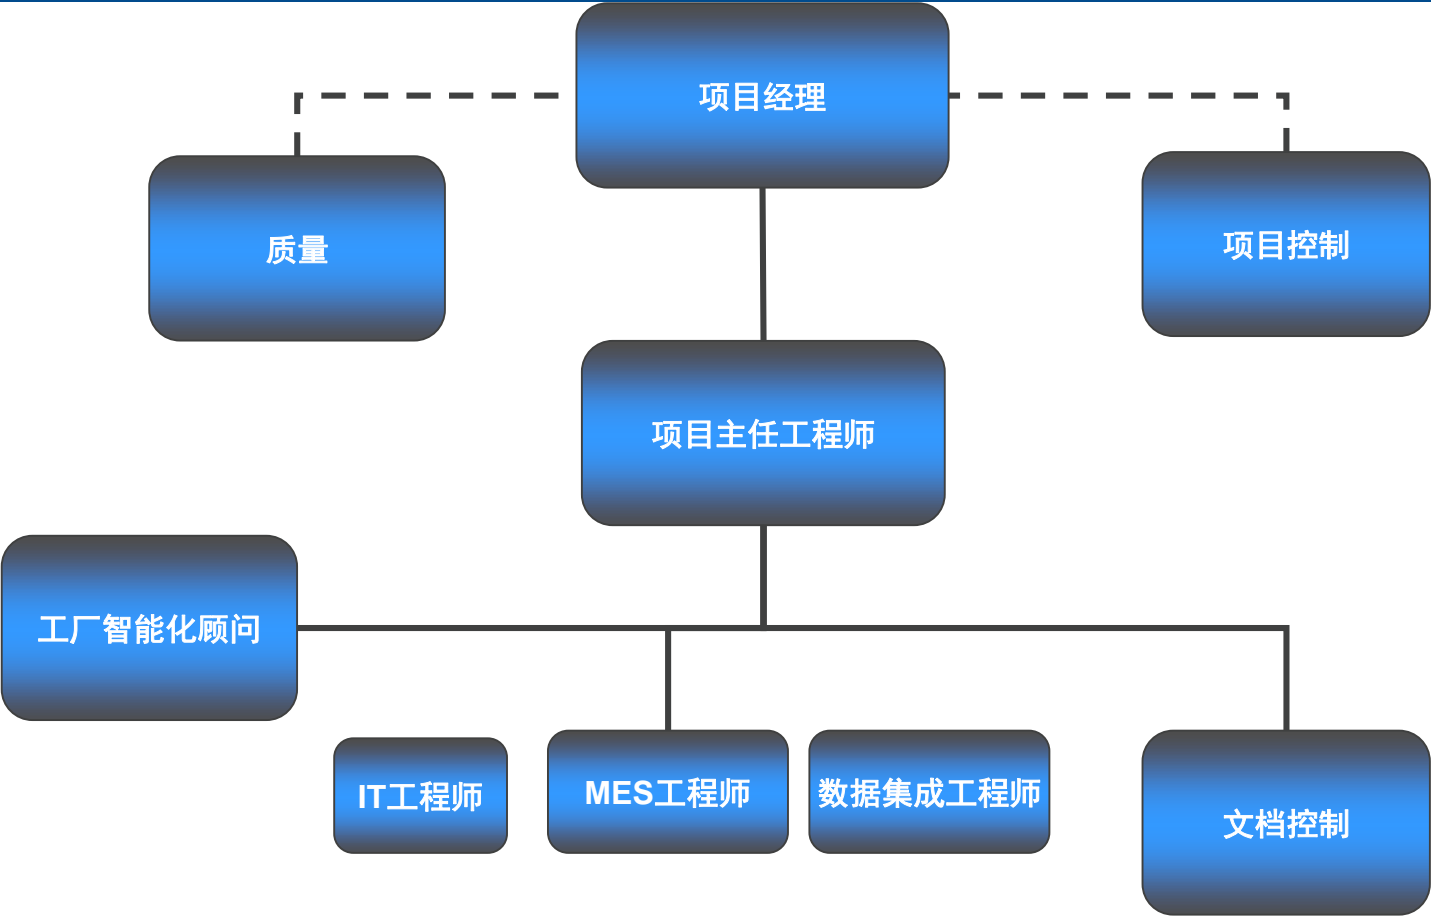 项目经理
质量
项目控制
项目主任工程师
工厂智能化顾问
IT工程师
MES工程师
数据集成工程师
文档控制